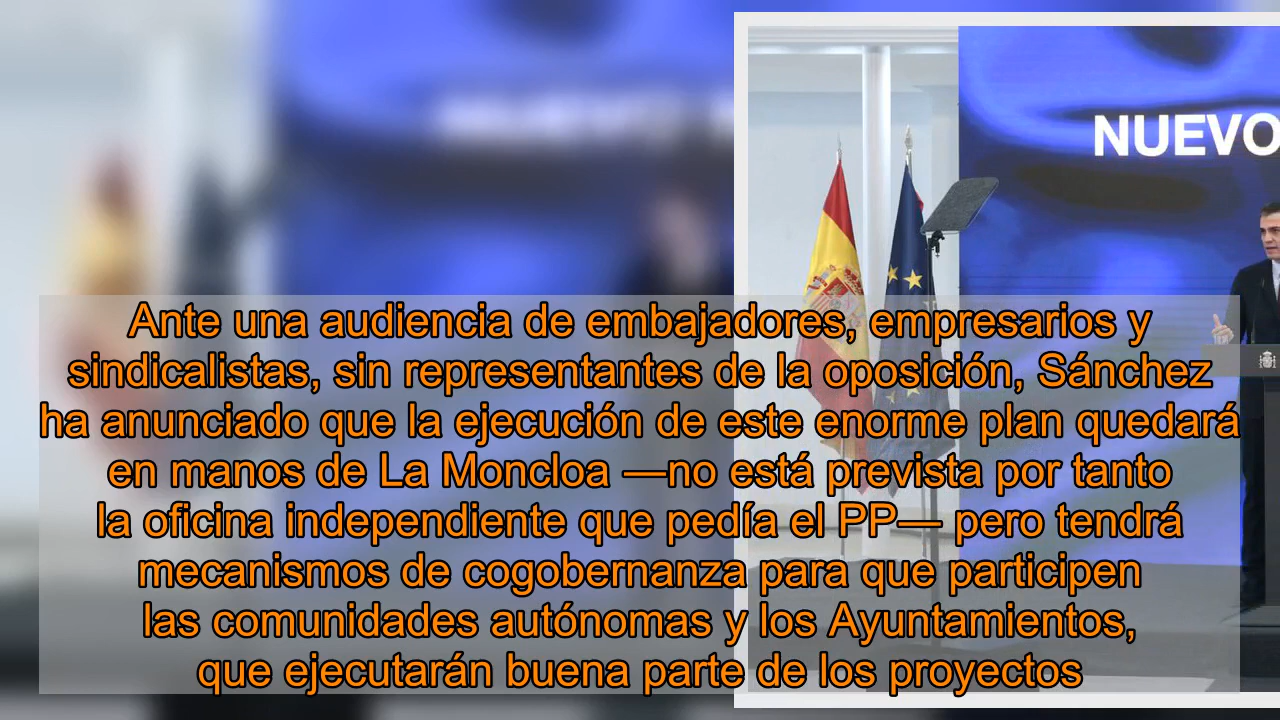 NUEVO
Ante una audiencia de embajadores, empresarios y
sindicalistas, sin representantes de la oposición, Sánchez
ha anunciado que la ejecución de este enorme plan quedará
en manos de La Moncloa —no está prevista por tanto
la oficina independiente que pedía el PP— pero tendrá
mecanismos de cogobernanza para que participen
las comunidades autónomas y los Ayuntamientos,
que ejecutarán buena parte de los proyectos